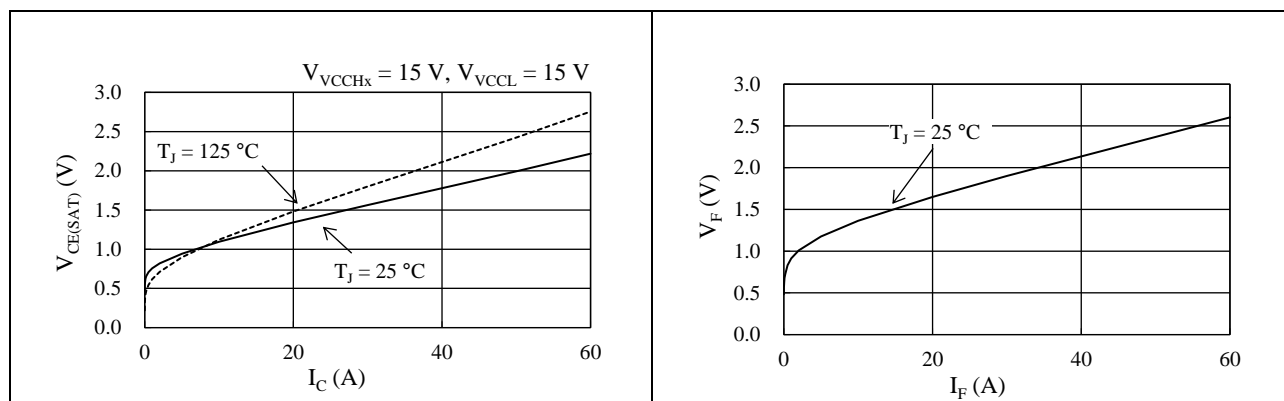 V_VCCHx = 15 V, V_VCCL = 15 V
3.0
2.5
2.0
1.5
1.0
0.5
0.0
V_CE(SAT) (V)
T_J = 125 °C
T_J = 25 °C
0
20
40
60
I_C (A)
3.0
2.5
2.0
1.5
1.0
0.5
0.0
V_F (V)
T_J = 25 °C
0
20
40
60
I_F (A)